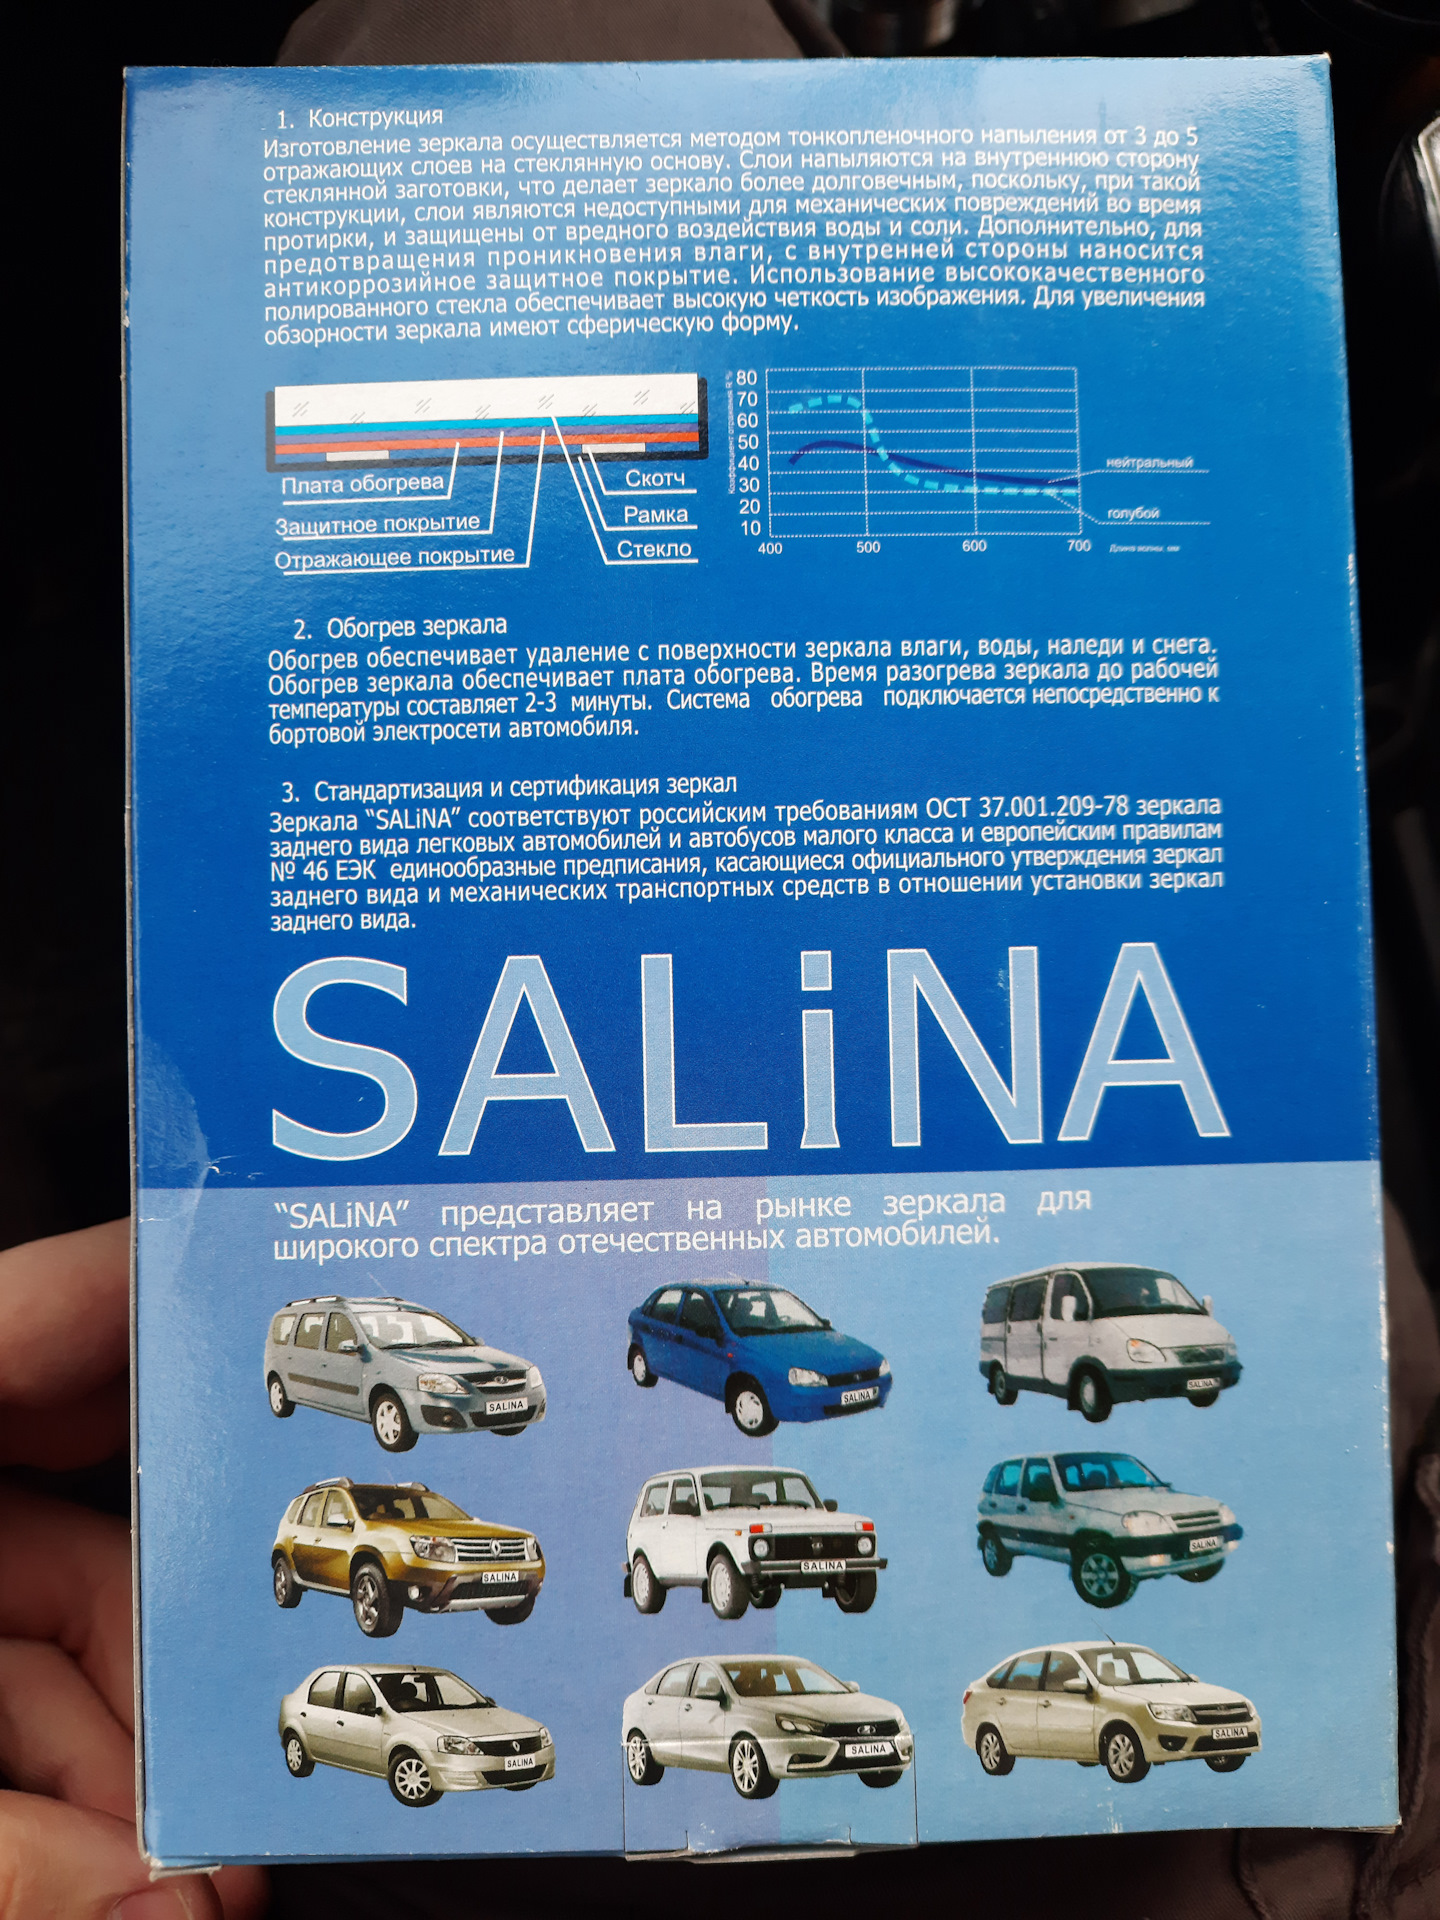 1. Конструкция
Изготовление зеркала осуществляется методом тонкопленочного напыления от 3 до 5
отражающих слоев на стеклянную основу. Слои напыляются на внутреннюю сторону
стеклянной заготовки, что делает зеркало более долговечным, поскольку, при такой
конструкции, слои являются недоступными для механических повреждений во время
протирки, и защищены от вредного воздействия воды и соли. Дополнительно, для
предотвращения проникновения влаги, с внутренней стороны наносится
антикоррозийное защитное покрытие. Использование высококачественного
полированного стекла обеспечивает высокую четкость изображения. Для увеличения
обзорности зеркала имеют сферическую форму.
Плата обогрева
Защитное покрытие
Отражающее покрытие
Скотч
Рамка
Стекло
Коэффициент отражения R %
80
70
60
50
40
30
20
10
400 500 600 700
Длина волны. нм
нейтральный
голубой
2. Обогрев зеркала
Обогрев обеспечивает удаление с поверхности зеркала влаги, воды, наледи и снега.
Обогрев зеркала обеспечивает плата обогрева. Время разогрева зеркала до рабочей
температуры составляет 2-3 минуты. Система обогрева подключается непосредственно к
бортовой электросети автомобиля.
3. Стандартизация и сертификация зеркал
Зеркала “SALiNA” соответствуют российским требованиям ОСТ 37.001.209-78 зеркала
заднего вида легковых автомобилей и автобусов малого класса и европейским правилам
№ 46 ЕЭК единообразные предписания, касающиеся официального утверждения зеркал
заднего вида и механических транспортных средств в отношении установки зеркал
заднего вида.
SALiNA
“SALiNA” представляет на рынке зеркала для
широкого спектра отечественных автомобилей.
SALINA
SALINA
SALINA
SALINA
SALINA
SALINA
SALINA
SALINA
SALINA